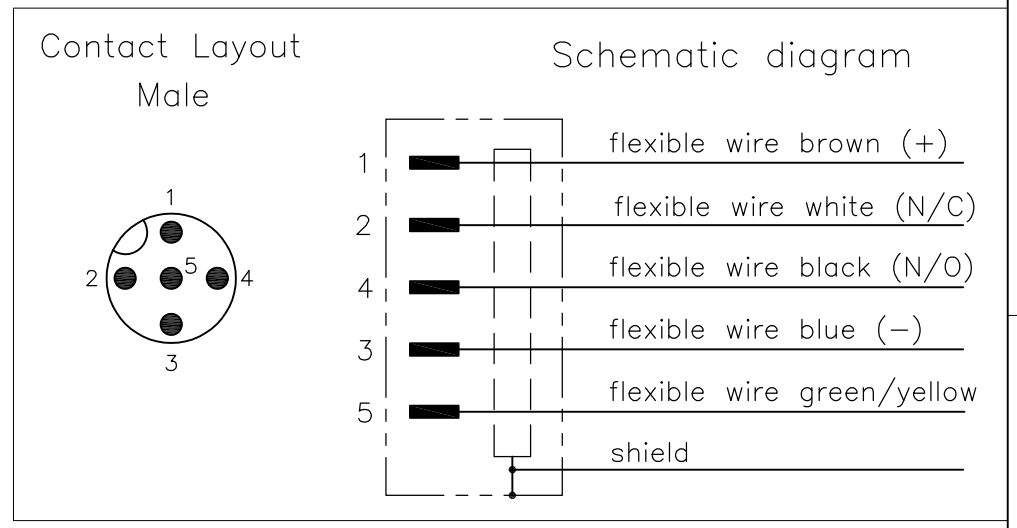 Contact Layout
Male
1
2
5
4
3
Schematic diagram
1 flexible wire brown (+)
2 flexible wire white (N/C)
4 flexible wire black (N/O)
3 flexible wire blue (−)
5 flexible wire green/yellow
shield